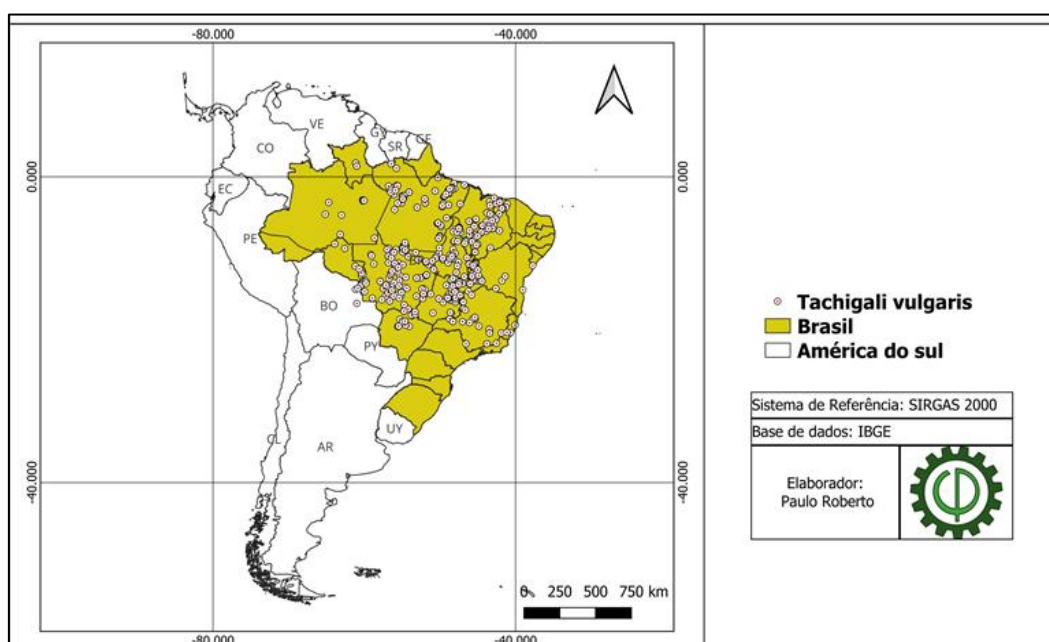 -80.000 -40.000
VE
GY
SR
CO
0.000 0.000
EC
PE
BO
PY
UY
CL
AR
-40.000 -40.000
0 250 500 750 km
-80.000 -40.000
Tachigali vulgaris
Brasil
América do sul
Sistema de Referência: SIRGAS 2000
Base de dados: IBGE
Elaborador:
Paulo Roberto